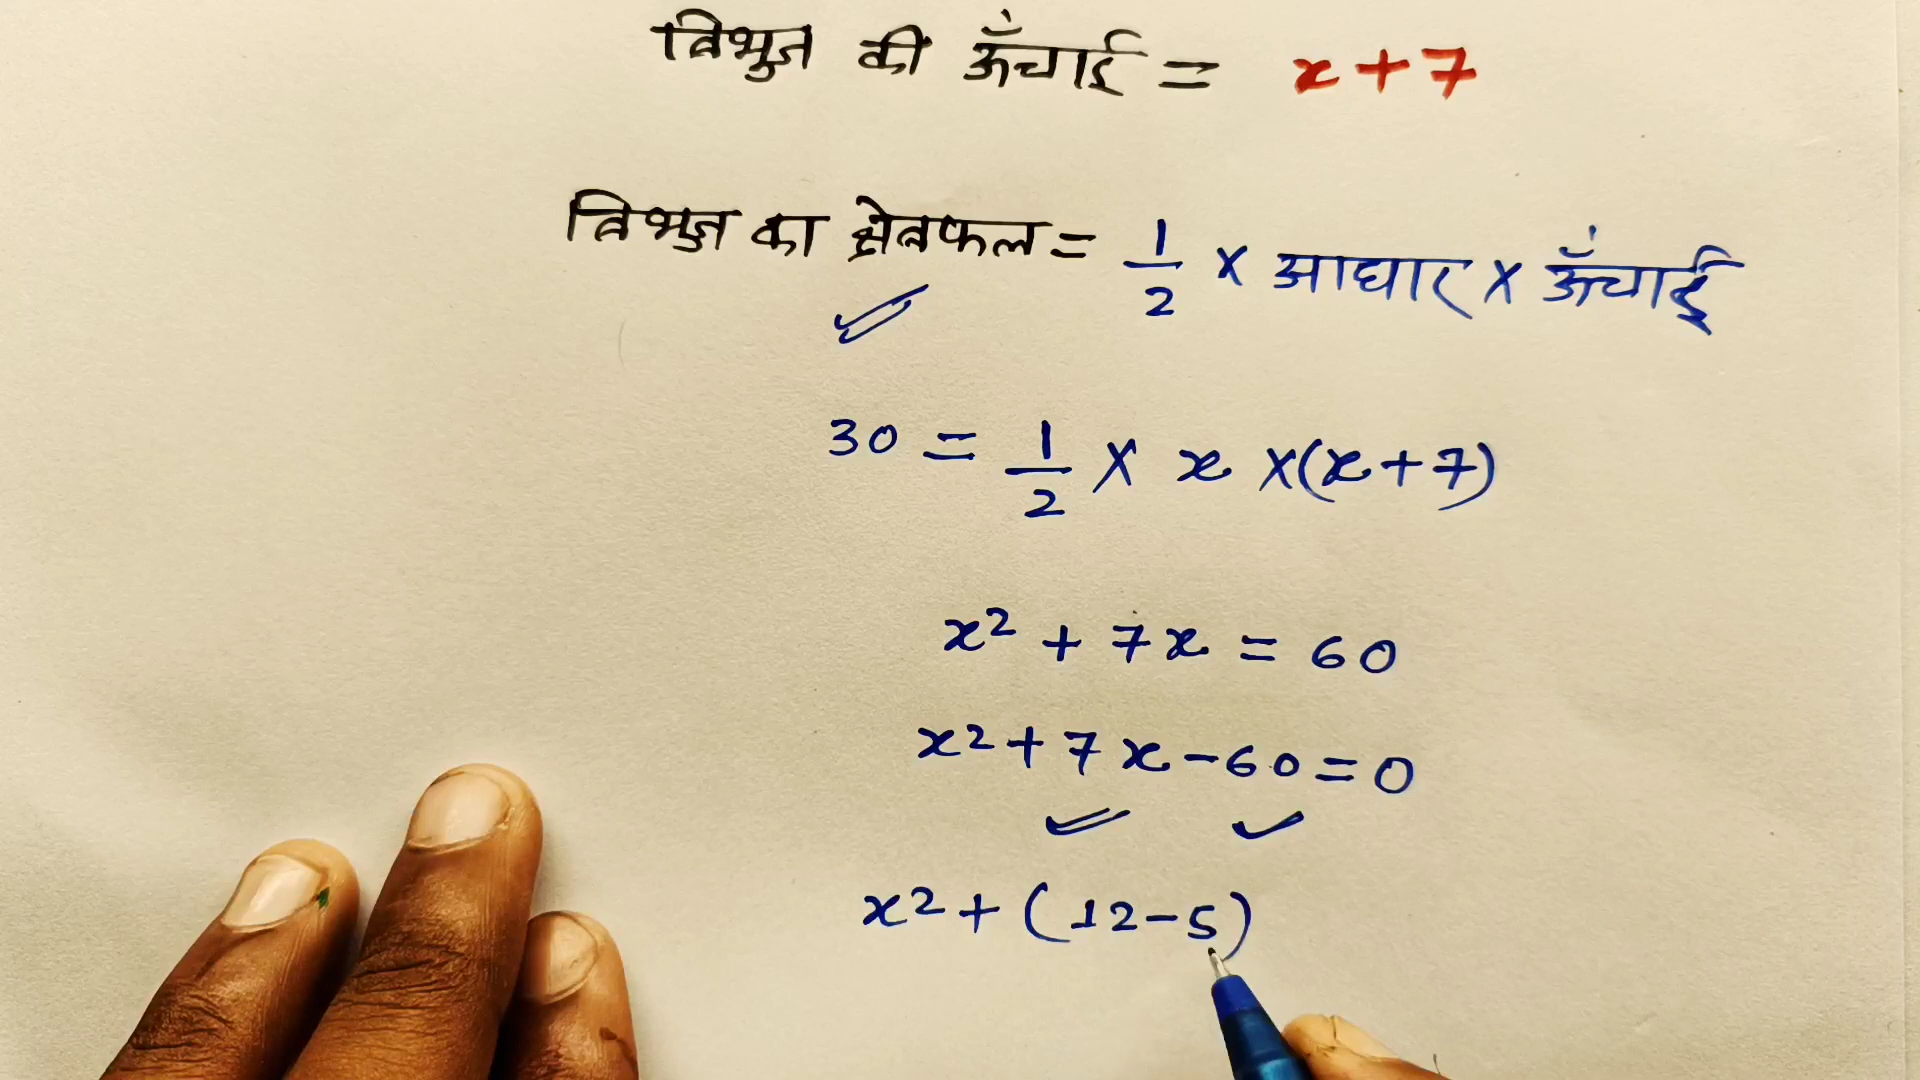 त्रिभुज की ऊँचाई = x+7
त्रिभुज का क्षेत्रफल = 1/2 x आधार x ऊँचाई
30 = 1/2 x x x (x+7)
x² + 7x = 60
x² + 7x - 60 = 0
x² + (12-5)